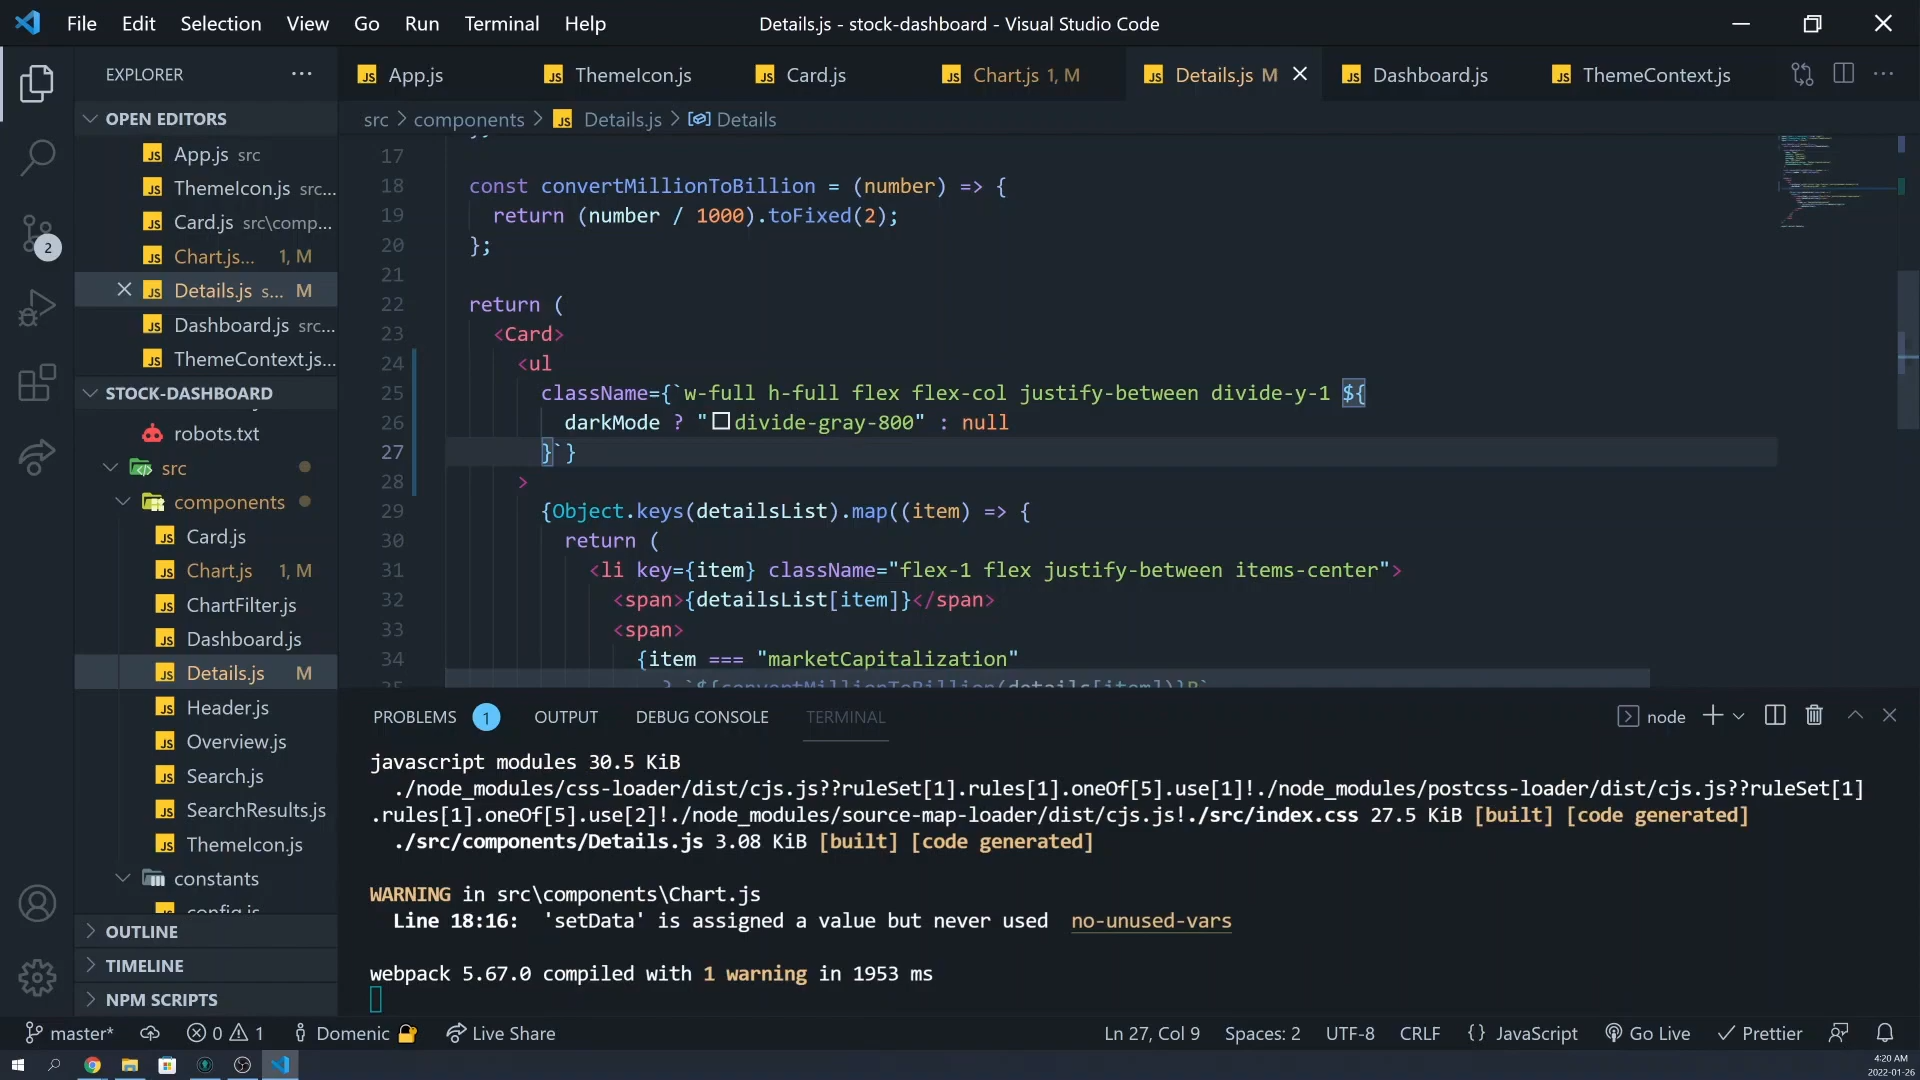 File Edit Selection View Go Run Terminal Help
Details.js - stock-dashboard - Visual Studio Code
EXPLORER
App.js
ThemeIcon.js
Card.js
Chart.js 1, M
Details.js M
Dashboard.js
ThemeContext.js
OPEN EDITORS
App.js src
ThemeIcon.js src...
Card.js src\comp...
Chart.js... 1, M
Details.js s... M
Dashboard.js src...
ThemeContext.js...
STOCK-DASHBOARD
robots.txt
src
components
Card.js
Chart.js 1, M
ChartFilter.js
Dashboard.js
Details.js M
Header.js
Overview.js
Search.js
SearchResults.js
ThemeIcon.js
constants
config.js
OUTLINE
TIMELINE
NPM SCRIPTS
2
src > components > JS Details.js > Details
17
18 const convertMillionToBillion = (number) => {
19 return (number / 1000).toFixed(2);
20 };
21
22 return (
23 <Card>
24 <ul
25 className={`w-full h-full flex flex-col justify-between divide-y-1 ${
26 darkMode ? "divide-gray-800" : null
27 }`}
28 >
29 {Object.keys(detailsList).map((item) => {
30 return (
31 <li key={item} className="flex-1 flex justify-between items-center">
32 <span>{detailsList[item]}</span>
33 <span>
34 {item === "marketCapitalization"
35 ? `${convertMillionToBillion(details[item])}B`
PROBLEMS 1 OUTPUT DEBUG CONSOLE TERMINAL
node
javascript modules 30.5 KiB
./node_modules/css-loader/dist/cjs.js??ruleSet[1].rules[1].oneOf[5].use[1]!./node_modules/postcss-loader/dist/cjs.js??ruleSet[1]
.rules[1].oneOf[5].use[2]!./node_modules/source-map-loader/dist/cjs.js!./src/index.css 27.5 KiB [built] [code generated]
./src/components/Details.js 3.08 KiB [built] [code generated]
WARNING in src\components\Chart.js
Line 18:16: 'setData' is assigned a value but never used no-unused-vars
webpack 5.67.0 compiled with 1 warning in 1953 ms
master* 0 1 Domenic Live Share
Ln 27, Col 9 Spaces: 2 UTF-8 CRLF {} JavaScript Go Live Prettier
4:20 AM
2022-01-26